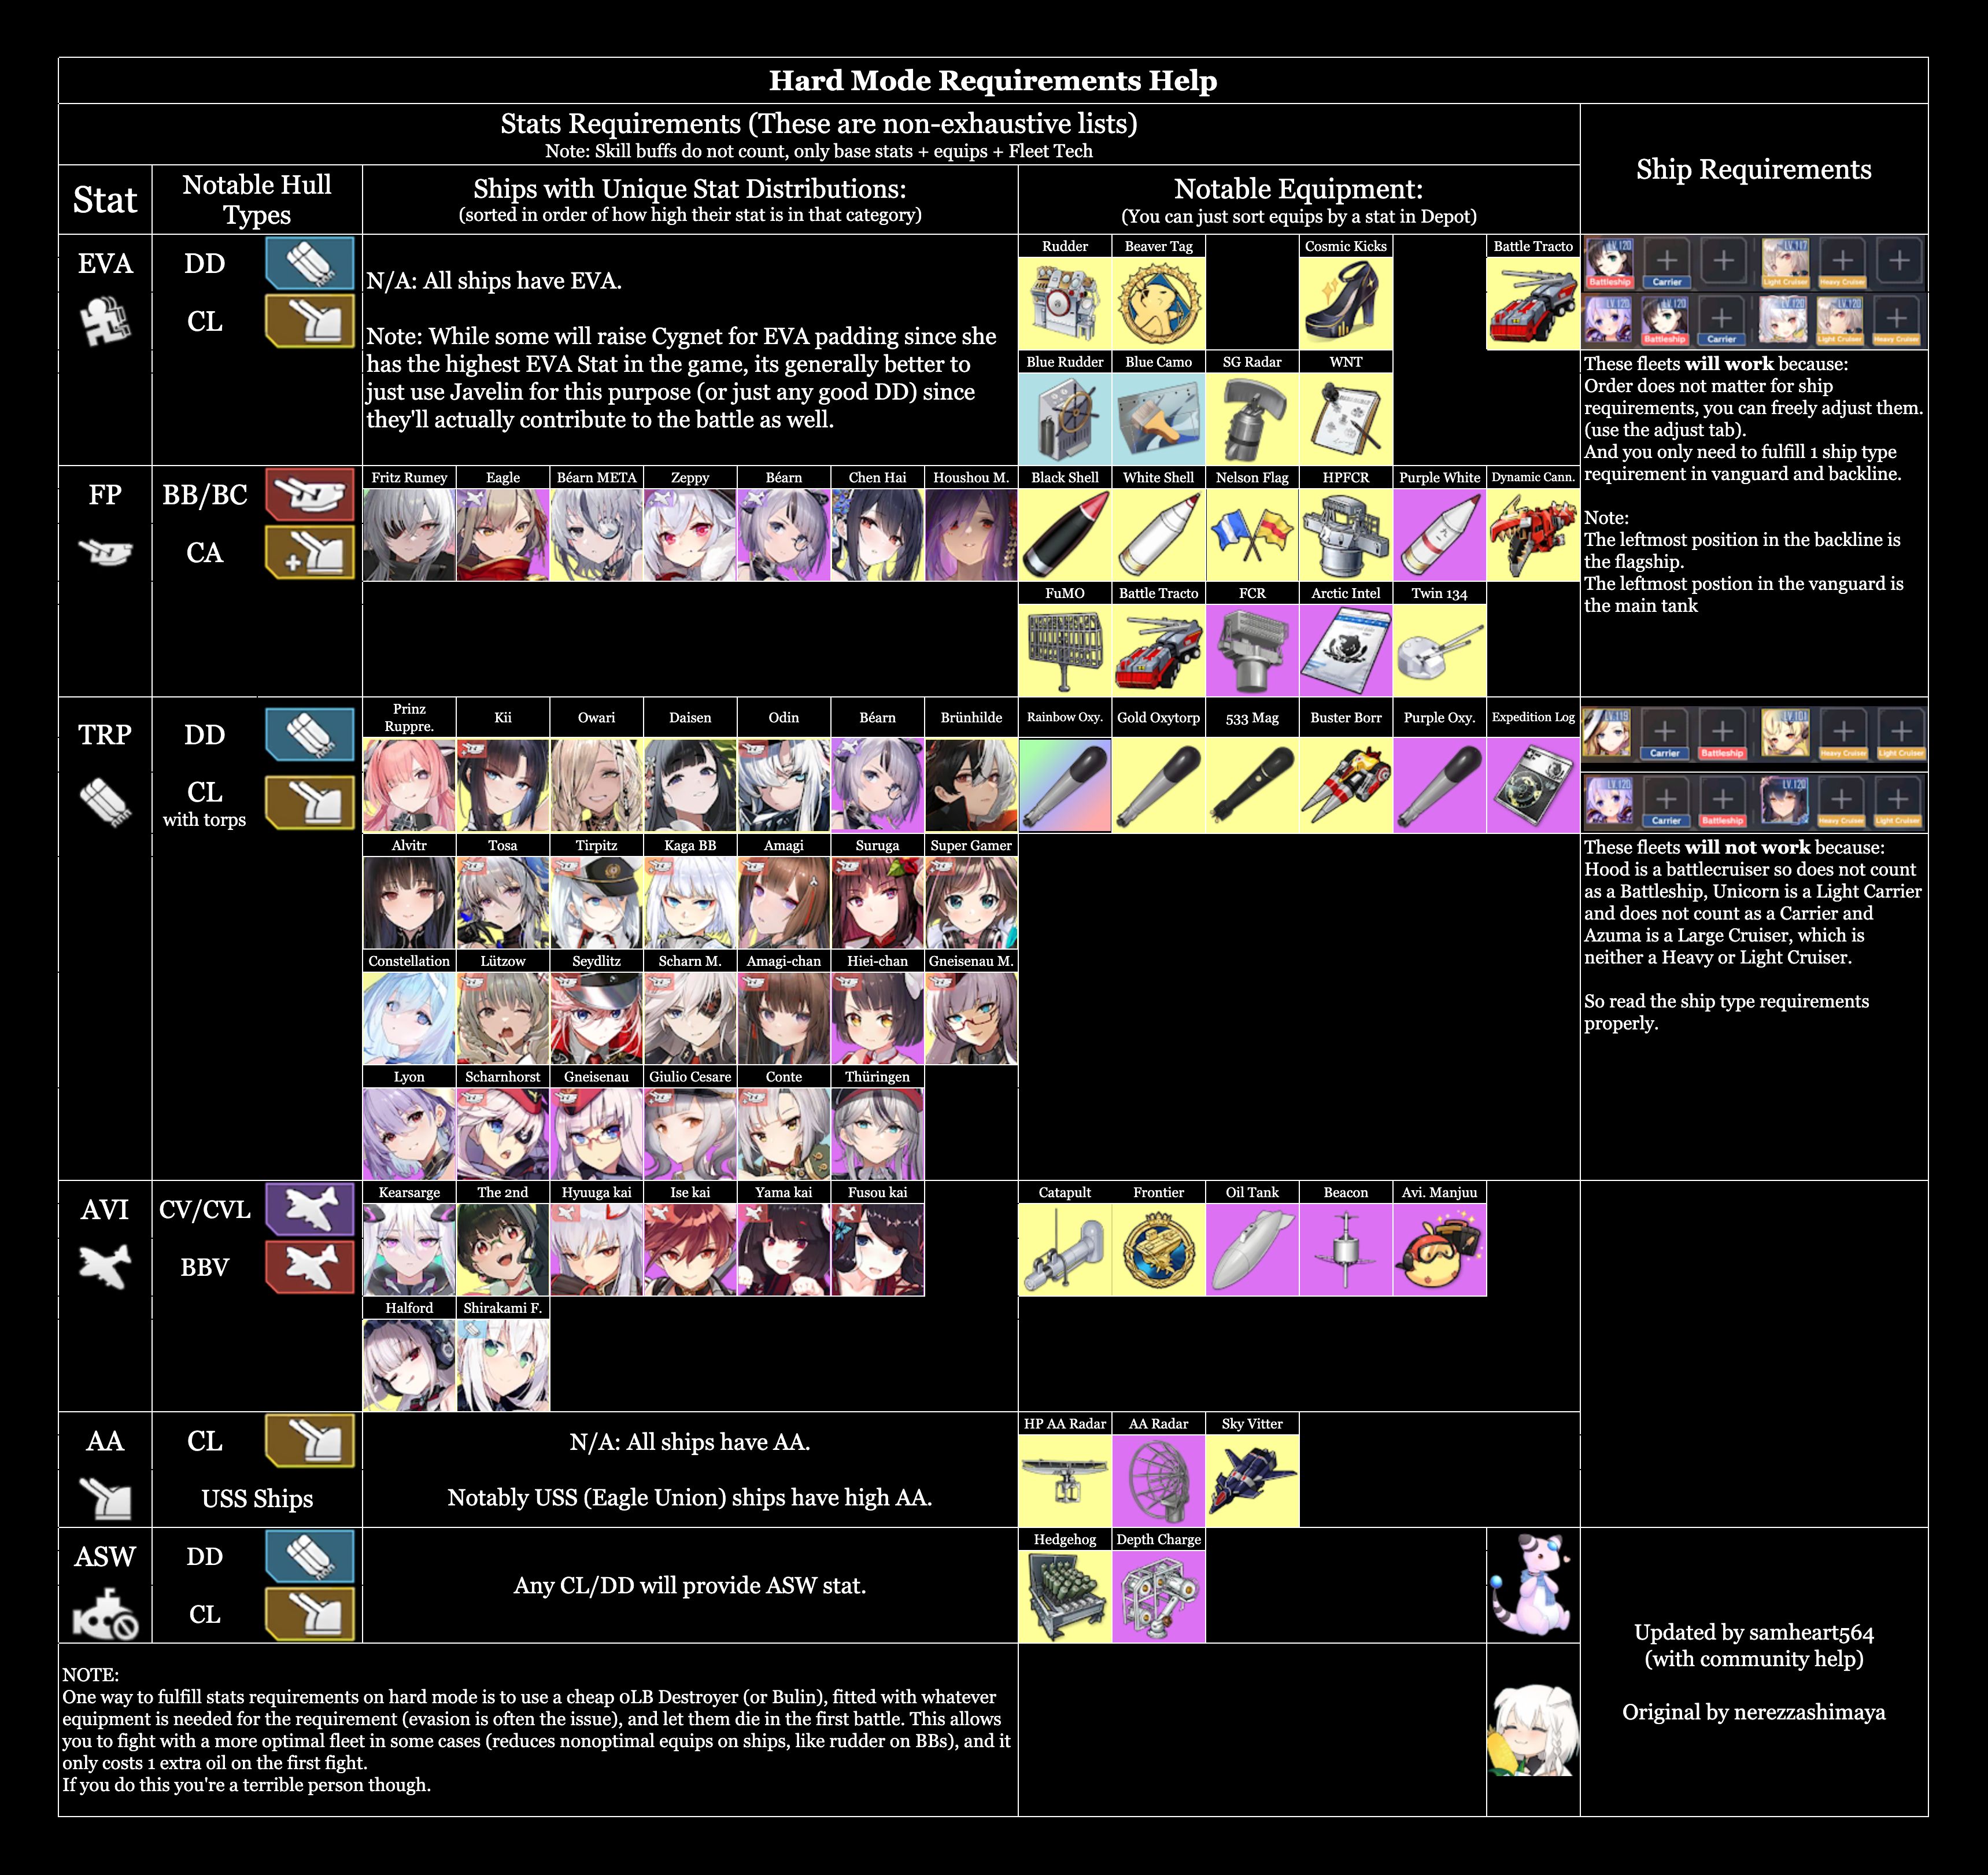 Hard Mode Requirements Help
Stats Requirements (These are non-exhaustive lists)
Note: Skill buffs do not count, only base stats + equips + Fleet Tech
Ship Requirements
Stat
Notable Hull
Types
Ships with Unique Stat Distributions:
(sorted in order of how high their stat is in that category)
Notable Equipment:
(You can just sort equips by a stat in Depot)
EVA
DD
CL
N/A: All ships have EVA.
Note: While some will raise Cygnet for EVA padding since she
has the highest EVA Stat in the game, its generally better to
just use Javelin for this purpose (or just any good DD) since
they'll actually contribute to the battle as well.
Rudder Beaver Tag Cosmic Kicks Battle Tracto
Blue Rudder Blue Camo SG Radar WNT
LV.120 Battleship Carrier LV.117 Light Cruiser Heavy Cruiser
LV.120 LV.120 Battleship Carrier LV.120 LV.120 Light Cruiser Heavy Cruiser
These fleets will work because:
Order does not matter for ship
requirements, you can freely adjust them.
(use the adjust tab).
And you only need to fulfill 1 ship type
requirement in vanguard and backline.
Note:
The leftmost position in the backline is
the flagship.
The leftmost postion in the vanguard is
the main tank
FP
BB/BC
CA
Fritz Rumey Eagle Béarn META Zeppy Béarn Chen Hai Houshou M.
Black Shell White Shell Nelson Flag HPFCR Purple White Dynamic Cann.
FuMO Battle Tracto FCR Arctic Intel Twin 134
TRP
DD
CL
with torps
Prinz
Ruppre. Kii Owari Daisen Odin Béarn Brünhilde
Alvitr Tosa Tirpitz Kaga BB Amagi Suruga Super Gamer
Constellation Lützow Seydlitz Scharn M. Amagi-chan Hiei-chan Gneisenau M.
Lyon Scharnhorst Gneisenau Giulio Cesare Conte Thüringen
Rainbow Oxy. Gold Oxytorp 533 Mag Buster Borr Purple Oxy. Expedition Log
LV.119 Carrier Battleship LV.101 Heavy Cruiser Light Cruiser
LV.120 Carrier Battleship LV.120 Heavy Cruiser Light Cruiser
These fleets will not work because:
Hood is a battlecruiser so does not count
as a Battleship, Unicorn is a Light Carrier
and does not count as a Carrier and
Azuma is a Large Cruiser, which is
neither a Heavy or Light Cruiser.
So read the ship type requirements
properly.
AVI
CV/CVL
BBV
Kearsarge The 2nd Hyuuga kai Ise kai Yama kai Fusou kai
Halford Shirakami F.
Catapult Frontier Oil Tank Beacon Avi. Manjuu
AA
CL
USS Ships
N/A: All ships have AA.
Notably USS (Eagle Union) ships have high AA.
HP AA Radar AA Radar Sky Vitter
ASW
DD
CL
Any CL/DD will provide ASW stat.
Hedgehog Depth Charge
NOTE:
One way to fulfill stats requirements on hard mode is to use a cheap 0LB Destroyer (or Bulin), fitted with whatever
equipment is needed for the requirement (evasion is often the issue), and let them die in the first battle. This allows
you to fight with a more optimal fleet in some cases (reduces nonoptimal equips on ships, like rudder on BBs), and it
only costs 1 extra oil on the first fight.
If you do this you're a terrible person though.
Updated by samheart564
(with community help)
Original by nerezzashimaya